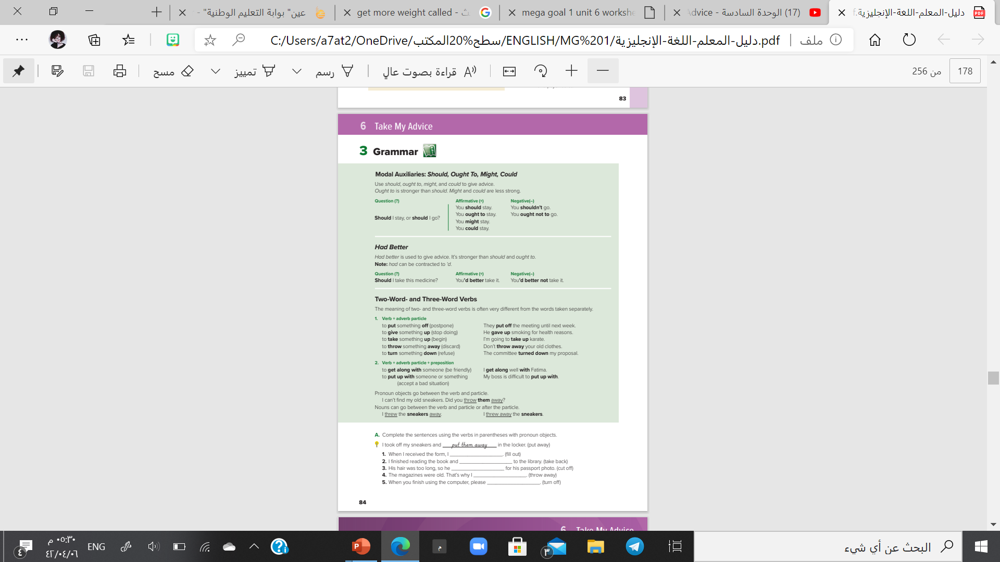 دليل-المعلم-اللغة-الإنجليزية.f
(17) الوحدة السادسة - Advice
mega goal 1 unit 6 workshe
get more weight called - بحث
عين" بوابة التعليم الوطنية" -
C:/Users/a7at2/OneDrive/سطح%20المكتب/ENGLISH/MG%201/دليل-المعلم-اللغة-الإنجليزية.pdf
ملف
178
من 256
قراءة بصوت عالٍ
رسم
تمييز
مسح
83
6 Take My Advice
3 Grammar
Modal Auxiliaries: Should, Ought To, Might, Could
Use should, ought to, might, and could to give advice.
Ought to is stronger than should. Might and could are less strong.
Question (?) Affirmative (+) Negative(–)
You should stay. You shouldn't go.
Should I stay, or should I go? You ought to stay. You ought not to go.
You might stay.
You could stay.
Had Better
Had better is used to give advice. It's stronger than should and ought to.
Note: had can be contracted to 'd.
Question (?) Affirmative (+) Negative(–)
Should I take this medicine? You'd better take it. You'd better not take it.
Two-Word- and Three-Word Verbs
The meaning of two- and three-word verbs is often very different from the words taken separately.
1. Verb + adverb particle
to put something off (postpone) They put off the meeting until next week.
to give something up (stop doing) He gave up smoking for health reasons.
to take something up (begin) I'm going to take up karate.
to throw something away (discard) Don't throw away your old clothes.
to turn something down (refuse) The committee turned down my proposal.
2. Verb + adverb particle + preposition
to get along with someone (be friendly) I get along well with Fatima.
to put up with someone or something My boss is difficult to put up with.
(accept a bad situation)
Pronoun objects go between the verb and particle.
I can't find my old sneakers. Did you throw them away?
Nouns can go between the verb and particle or after the particle.
I threw the sneakers away. I threw away the sneakers.
A. Complete the sentences using the verbs in parentheses with pronoun objects.
I took off my sneakers and put them away in the locker. (put away)
1. When I received the form, I ____________. (fill out)
2. I finished reading the book and ____________ to the library. (take back)
3. His hair was too long, so he ____________ for his passport photo. (cut off)
4. The magazines were old. That's why I ____________. (throw away)
5. When you finish using the computer, please ____________. (turn off)
84
6 Take My Advice
البحث عن أي شيء
ENG
٠٥:٣٠ م
٤٢/٠٤/٠٦
٤
٣